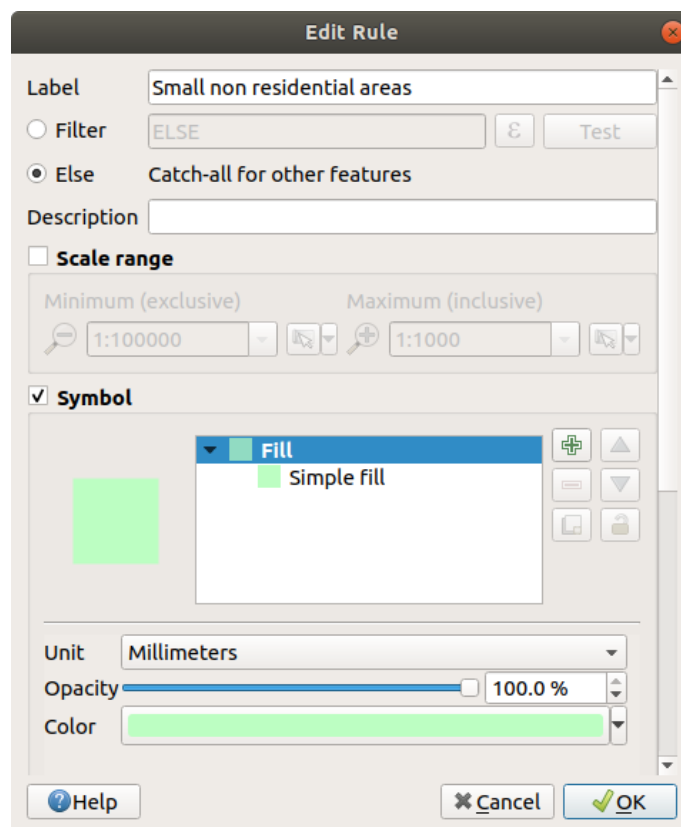 Edit Rule
Label Small non residential areas
Filter ELSE ε Test
Else Catch-all for other features
Description
Scale range
Minimum (exclusive) Maximum (inclusive)
1:100000 1:1000
Symbol
Fill
Simple fill
Unit Millimeters
Opacity 100.0 %
Color
Help Cancel OK